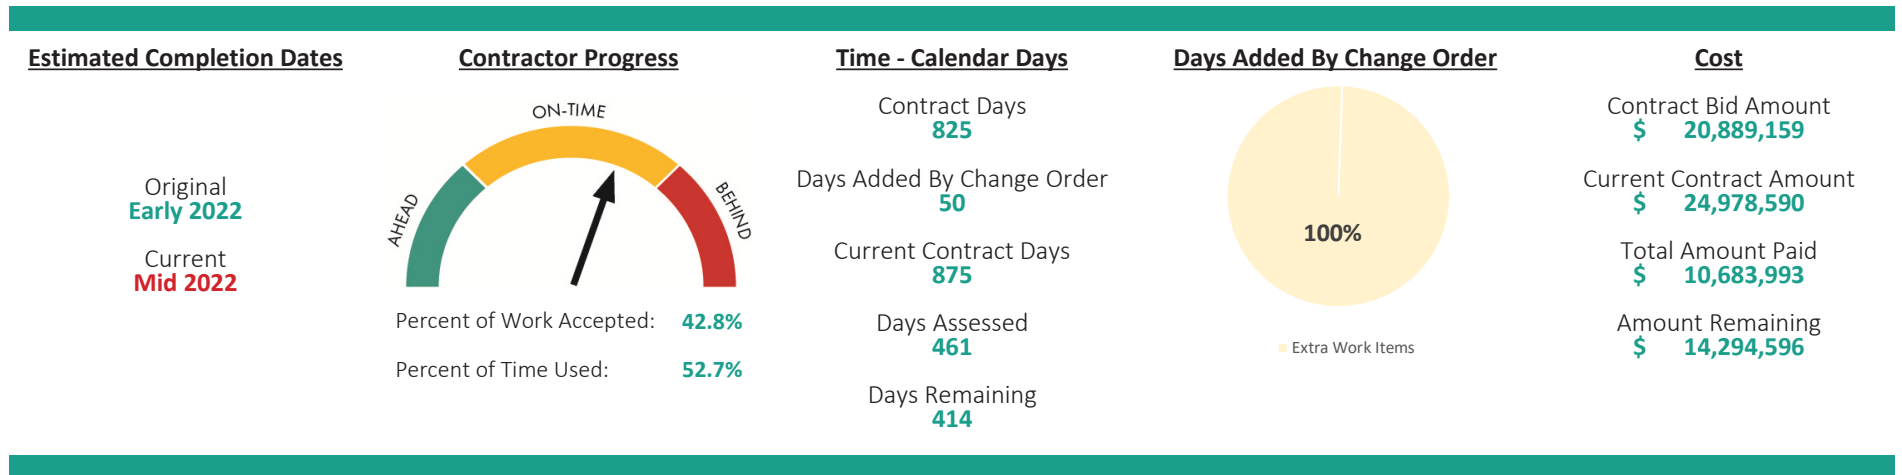 Estimated Completion Dates
Original
Early 2022
Current
Mid 2022
Contractor Progress
AHEAD
ON-TIME
BEHIND
Percent of Work Accepted: 42.8%
Percent of Time Used: 52.7%
Time - Calendar Days
Contract Days
825
Days Added By Change Order
50
Current Contract Days
875
Days Assessed
461
Days Remaining
414
Days Added By Change Order
100%
Extra Work Items
Cost
Contract Bid Amount
$ 20,889,159
Current Contract Amount
$ 24,978,590
Total Amount Paid
$ 10,683,993
Amount Remaining
$ 14,294,596